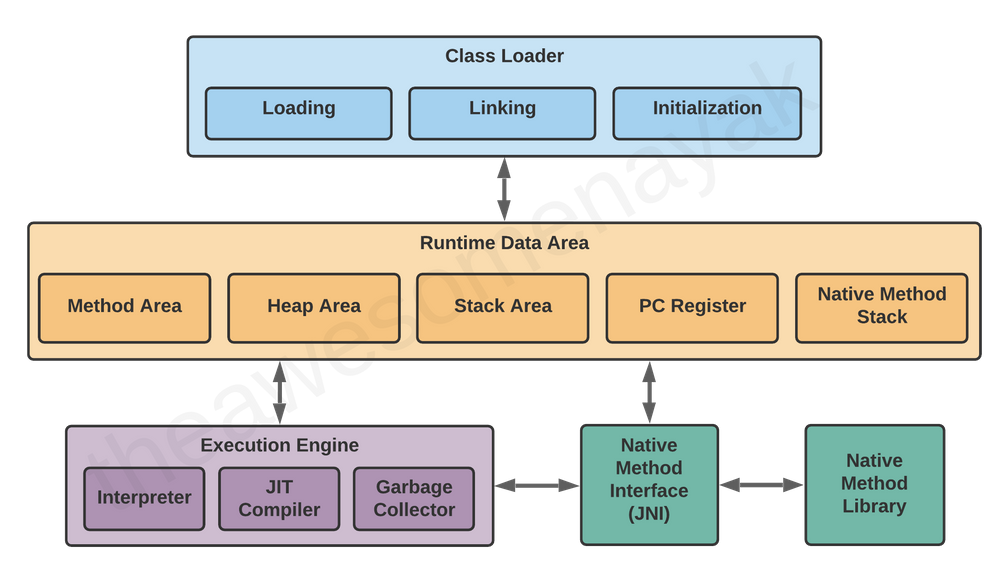 Class Loader
Loading
Linking
Initialization
Runtime Data Area
Method Area
Heap Area
Stack Area
PC Register
Native Method
Stack
Execution Engine
Interpreter
JIT
Compiler
Garbage
Collector
Native
Method
Interface
(JNI)
Native
Method
Library
theawesomenayak